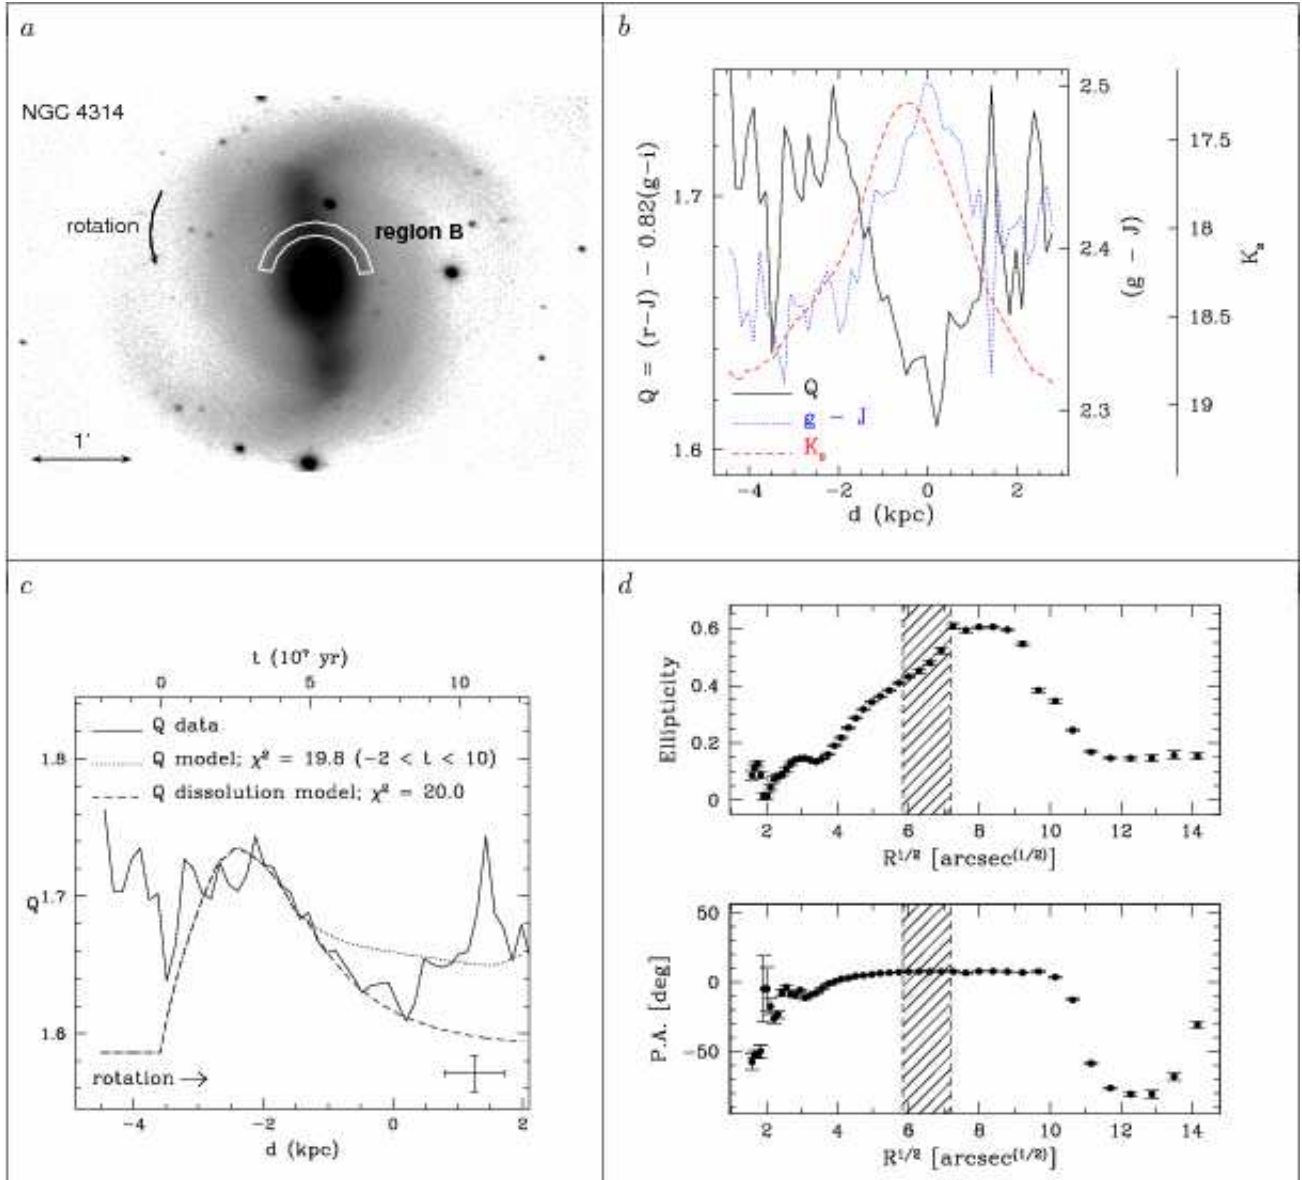 a
NGC 4314
rotation
region B
1'
b
Q = (r-J) - 0.82(g-i)
1.7
1.6
Q
g - J
K_s
-4 -2 0 2
d (kpc)
2.5
2.4
2.3
(g - J)
17.5
18
18.5
19
K_s
c
t (10⁷ yr)
0 5 10
Q data
Q model; χ² = 19.8 (-2 < t < 10)
Q dissolution model; χ² = 20.0
1.8
1.7
1.6
Q
rotation →
-4 -2 0 2
d (kpc)
d
Ellipticity
0.6
0.4
0.2
0
2 4 6 8 10 12 14
R^1/2 [arcsec^(1/2)]
P.A. [deg]
50
0
-50
2 4 6 8 10 12 14
R^1/2 [arcsec^(1/2)]